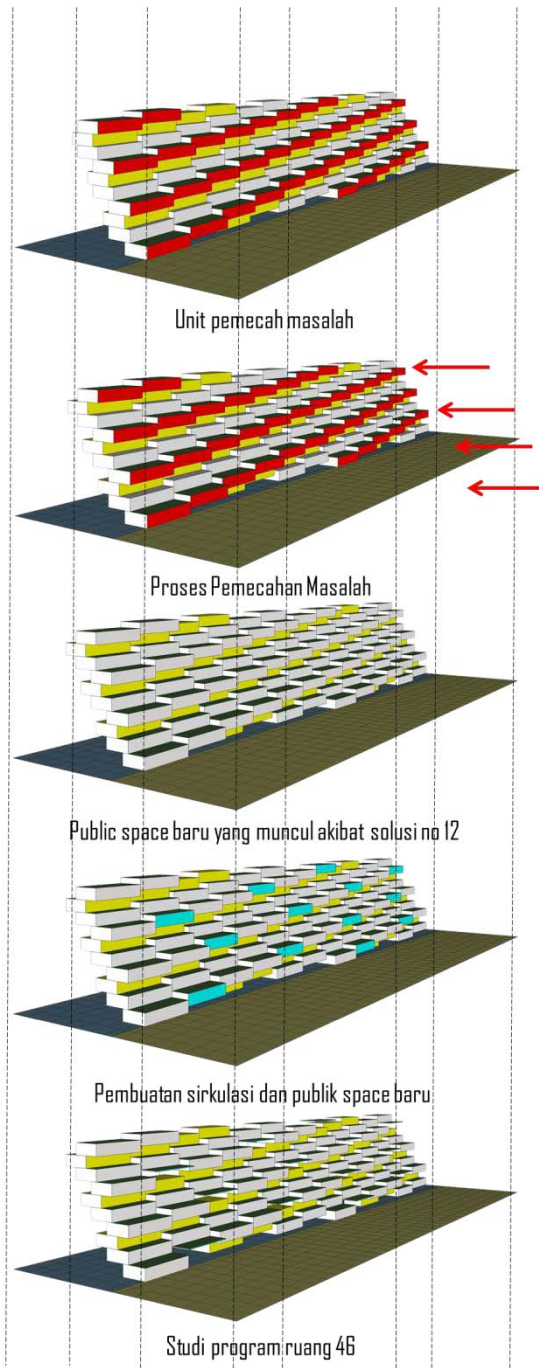 Unit pemecah masalah
Proses Pemecahan Masalah
Public space baru yang muncul akibat solusi no 12
Pembuatan sirkulasi dan publik space baru
Studi program ruang 46